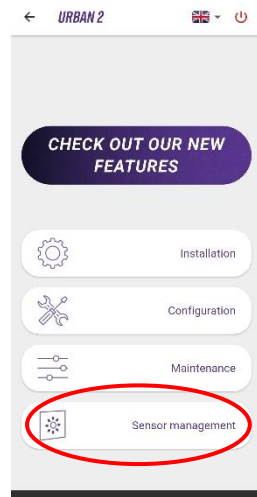 URBAN 2
CHECK OUT OUR NEW
FEATURES
Installation
Configuration
Maintenance
Sensor management